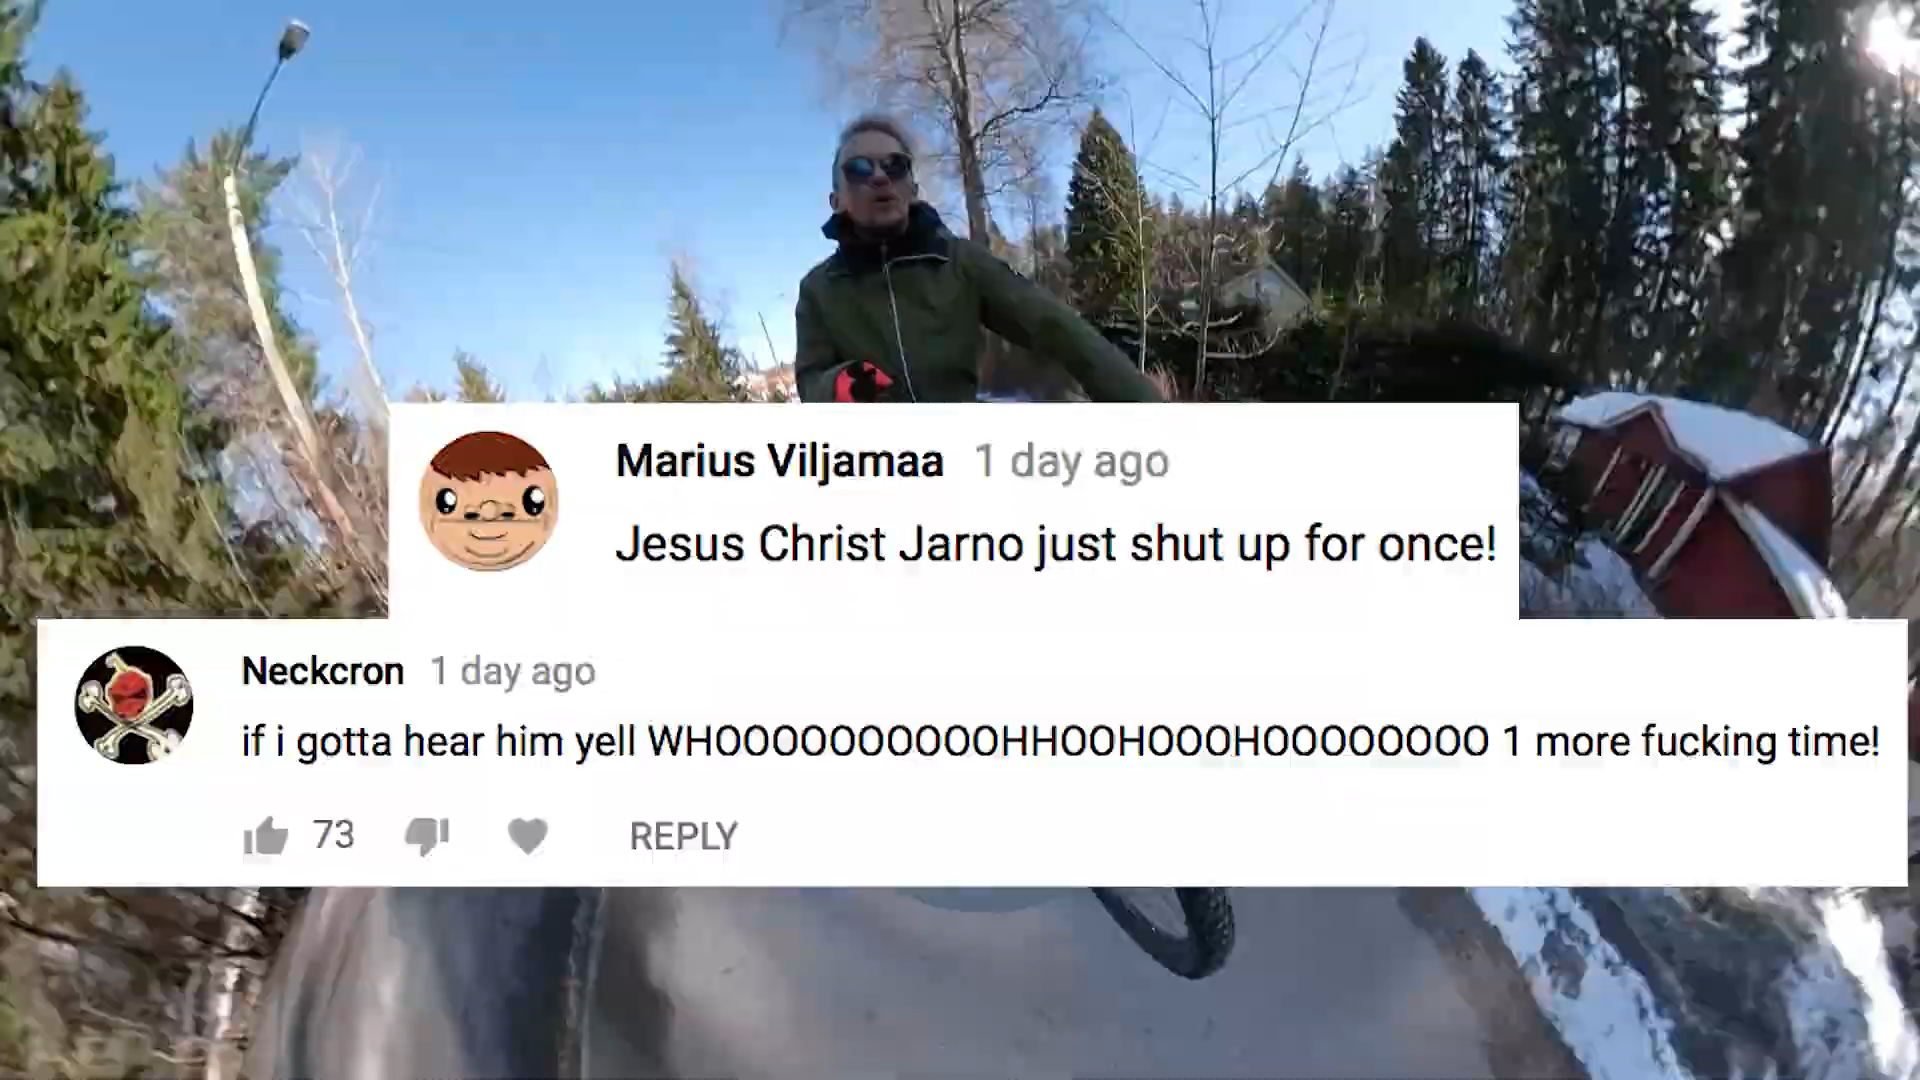 Marius Viljamaa 1 day ago
Jesus Christ Jarno just shut up for once!
Neckcron 1 day ago
if i gotta hear him yell WHOOOOOOOOOOHHOOHOOOHOOOOOOOO 1 more fucking time!
73 REPLY